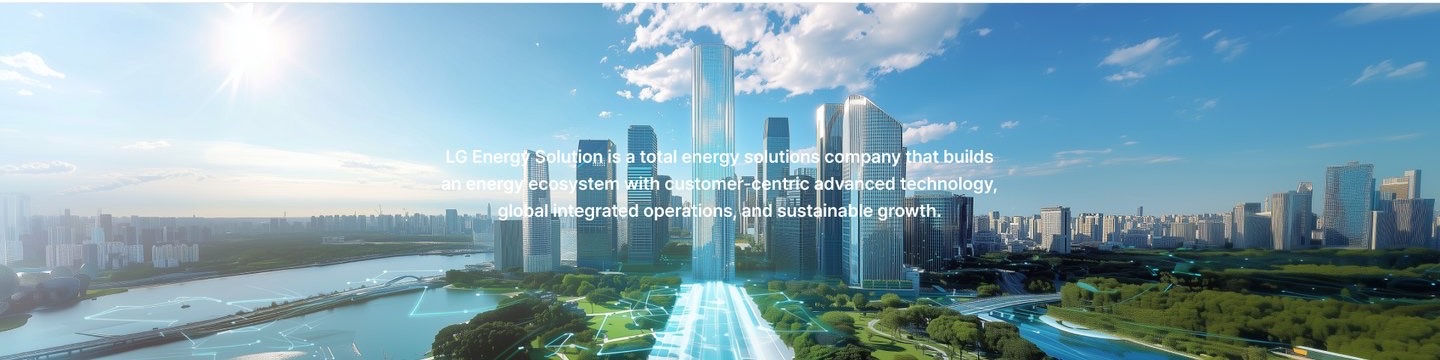 LG Energy Solution is a total energy solutions company that builds
an energy ecosystem with customer-centric advanced technology,
global integrated operations, and sustainable growth.